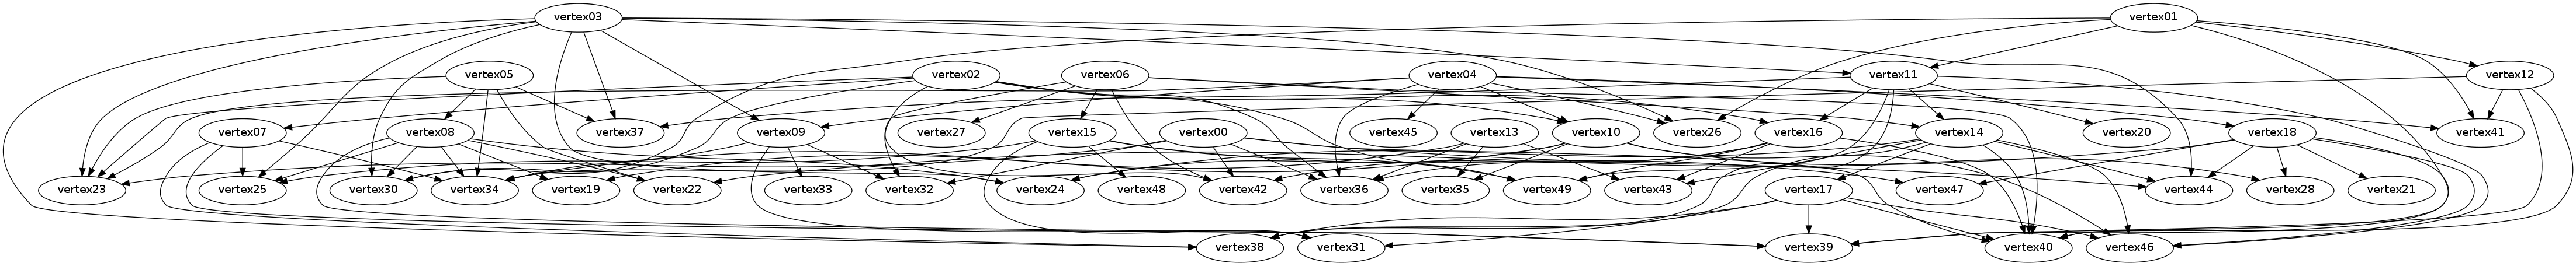 vertex03 vertex01
vertex05 vertex02 vertex06 vertex04 vertex11 vertex12
vertex07 vertex08 vertex37 vertex09 vertex27 vertex15 vertex00 vertex45 vertex13 vertex10 vertex26 vertex16 vertex14 vertex20 vertex18 vertex41
vertex23 vertex25 vertex30 vertex34 vertex19 vertex22 vertex33 vertex32 vertex24 vertex48 vertex42 vertex36 vertex35 vertex49 vertex43 vertex17 vertex47 vertex44 vertex28 vertex21
vertex38 vertex31 vertex39 vertex40 vertex46